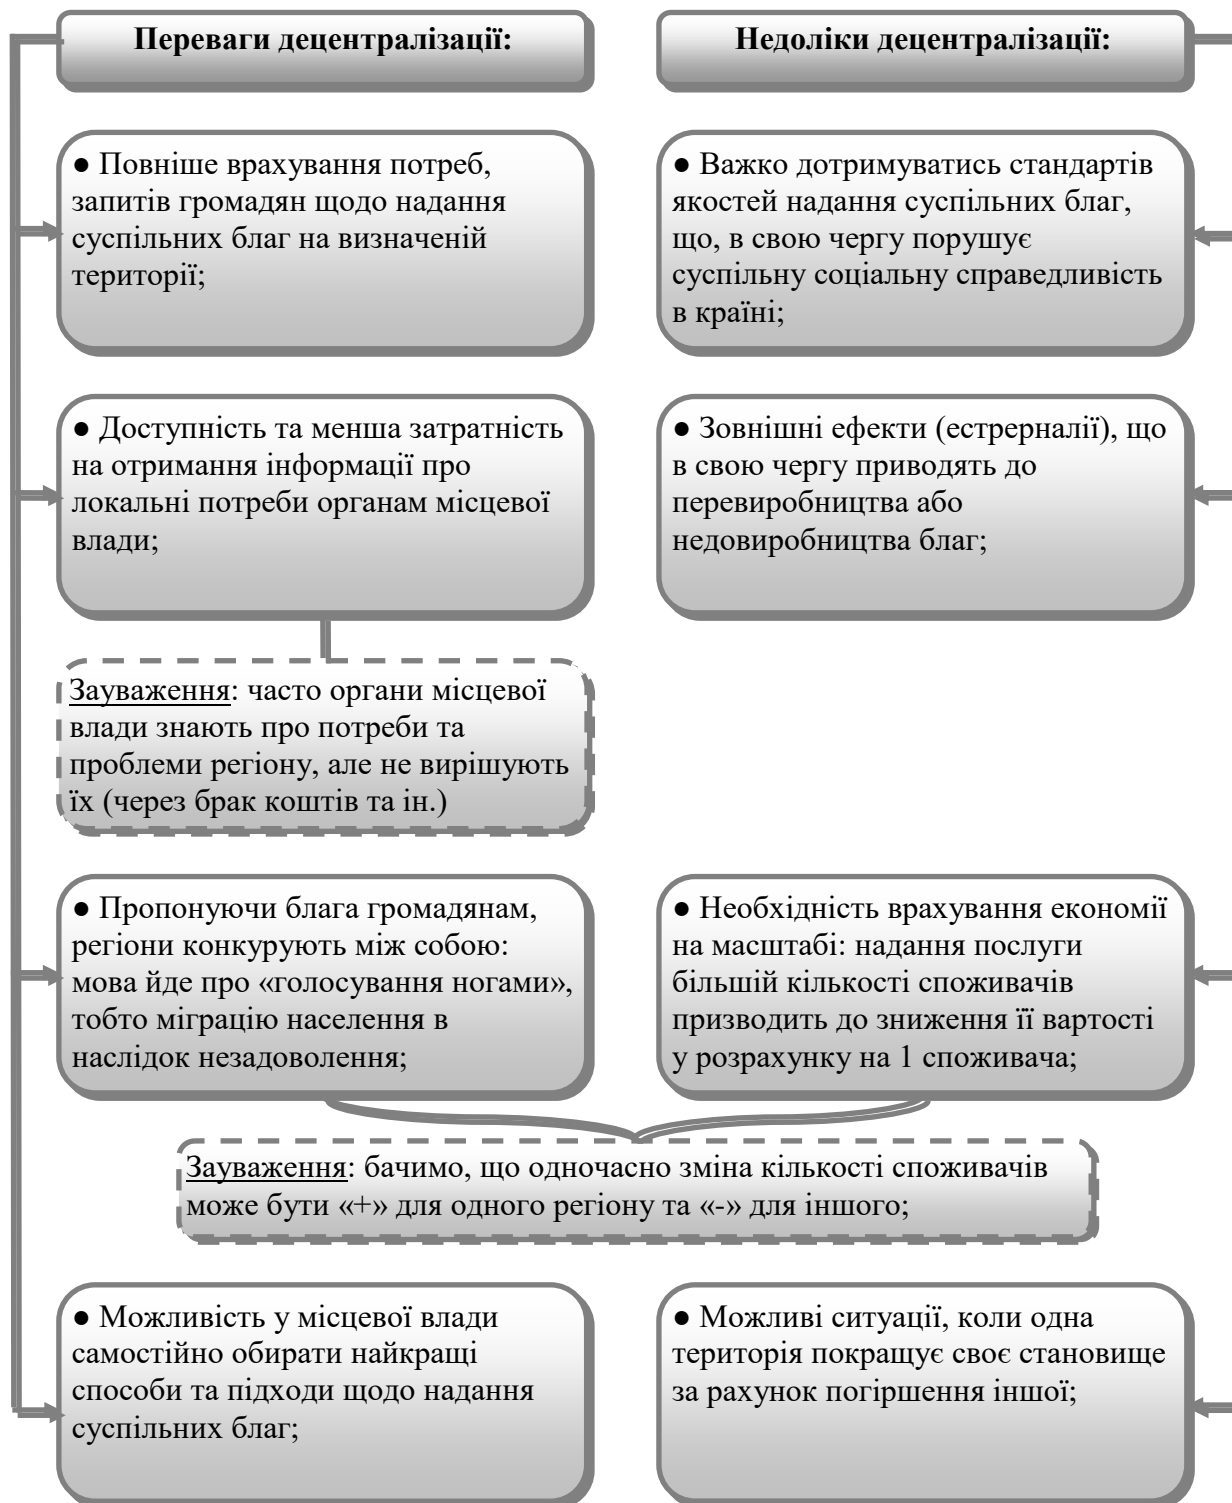 Переваги децентралізації:
Недоліки децентралізації:
● Повніше врахування потреб,
запитів громадян щодо надання
суспільних благ на визначеній
території;
● Важко дотримуватись стандартів
якостей надання суспільних благ,
що, в свою чергу порушує
суспільну соціальну справедливість
в країні;
● Доступність та менша затратність
на отримання інформації про
локальні потреби органам місцевої
влади;
● Зовнішні ефекти (естрерналії), що
в свою чергу приводять до
перевиробництва або
недовиробництва благ;
Зауваження: часто органи місцевої
влади знають про потреби та
проблеми регіону, але не вирішують
їх (через брак коштів та ін.)
● Пропонуючи блага громадянам,
регіони конкурують між собою:
мова йде про «голосування ногами»,
тобто міграцію населення в
наслідок незадоволення;
● Необхідність врахування економії
на масштабі: надання послуги
більшій кількості споживачів
призводить до зниження її вартості
у розрахунку на 1 споживача;
Зауваження: бачимо, що одночасно зміна кількості споживачів
може бути «+» для одного регіону та «-» для іншого;
● Можливість у місцевої влади
самостійно обирати найкращі
способи та підходи щодо надання
суспільних благ;
● Можливі ситуації, коли одна
територія покращує своє становище
за рахунок погіршення іншої;